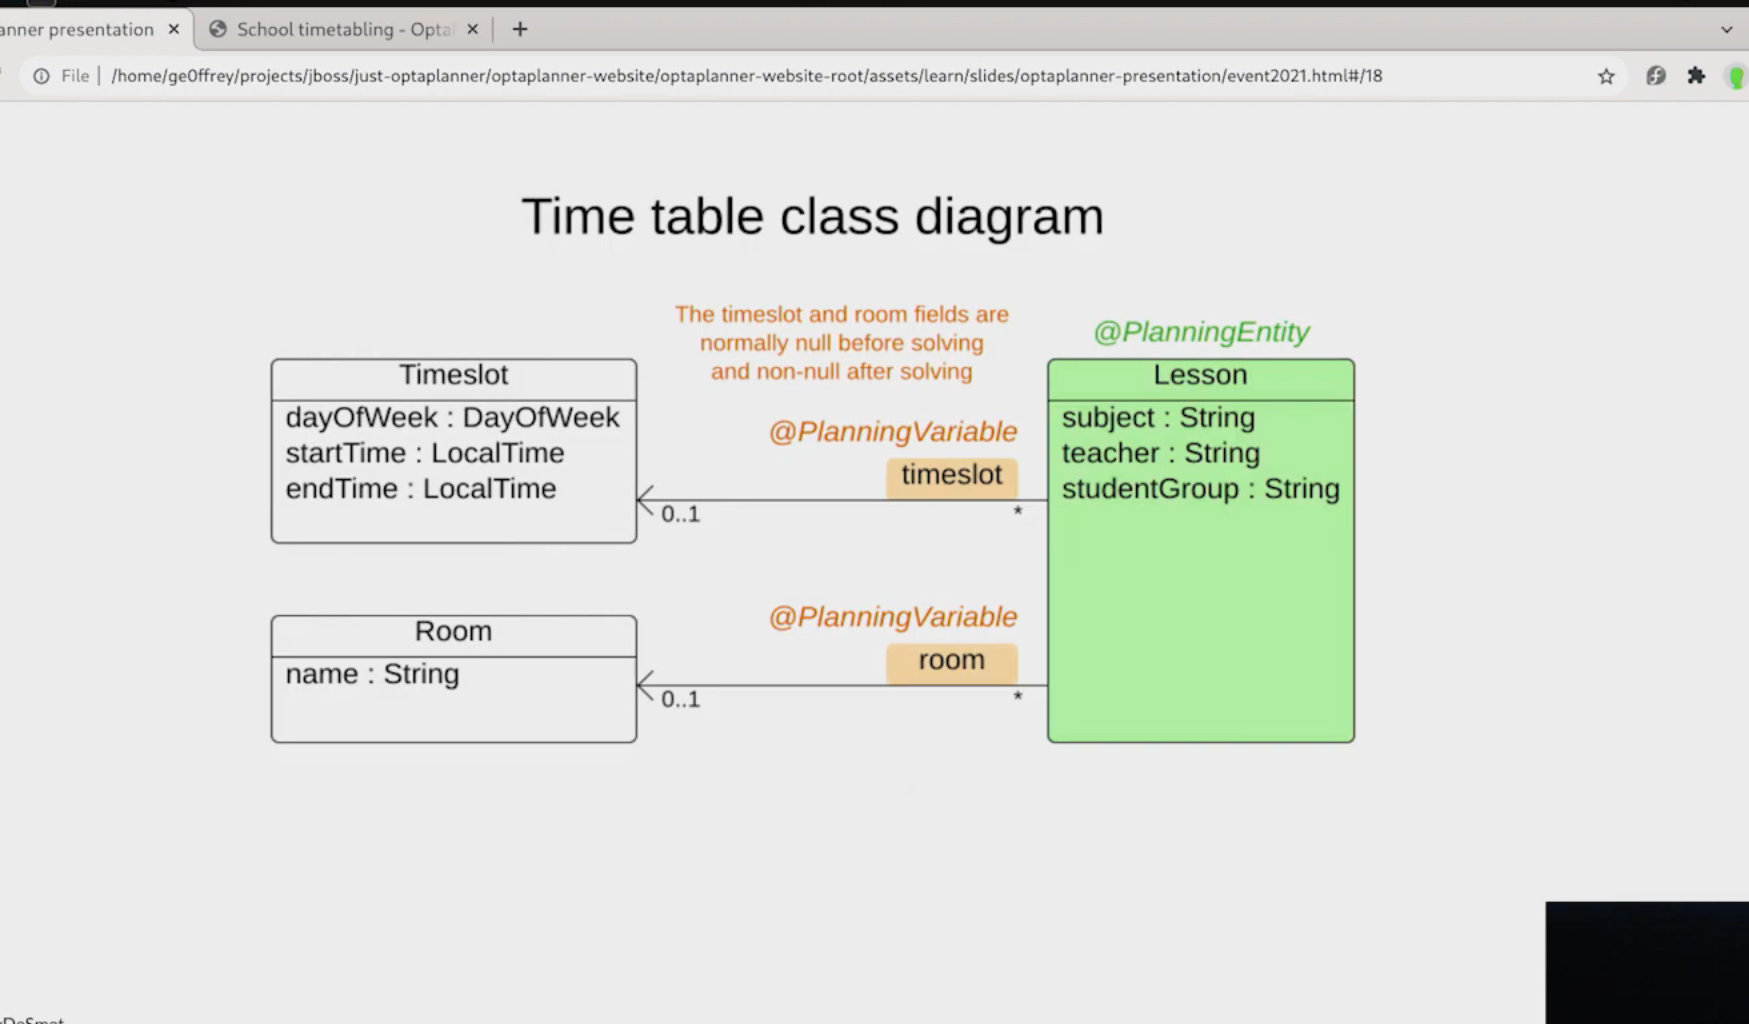 anner presentation
School timetabling - Opta
File
/home/ge0ffrey/projects/jboss/just-optaplanner/optaplanner-website/optaplanner-website-root/assets/learn/slides/optaplanner-presentation/event2021.html#/18
Time table class diagram
The timeslot and room fields are
normally null before solving
and non-null after solving
@PlanningEntity
Timeslot
dayOfWeek : DayOfWeek
startTime : LocalTime
endTime : LocalTime
@PlanningVariable
timeslot
0..1
*
Lesson
subject : String
teacher : String
studentGroup : String
Room
name : String
@PlanningVariable
room
0..1
*